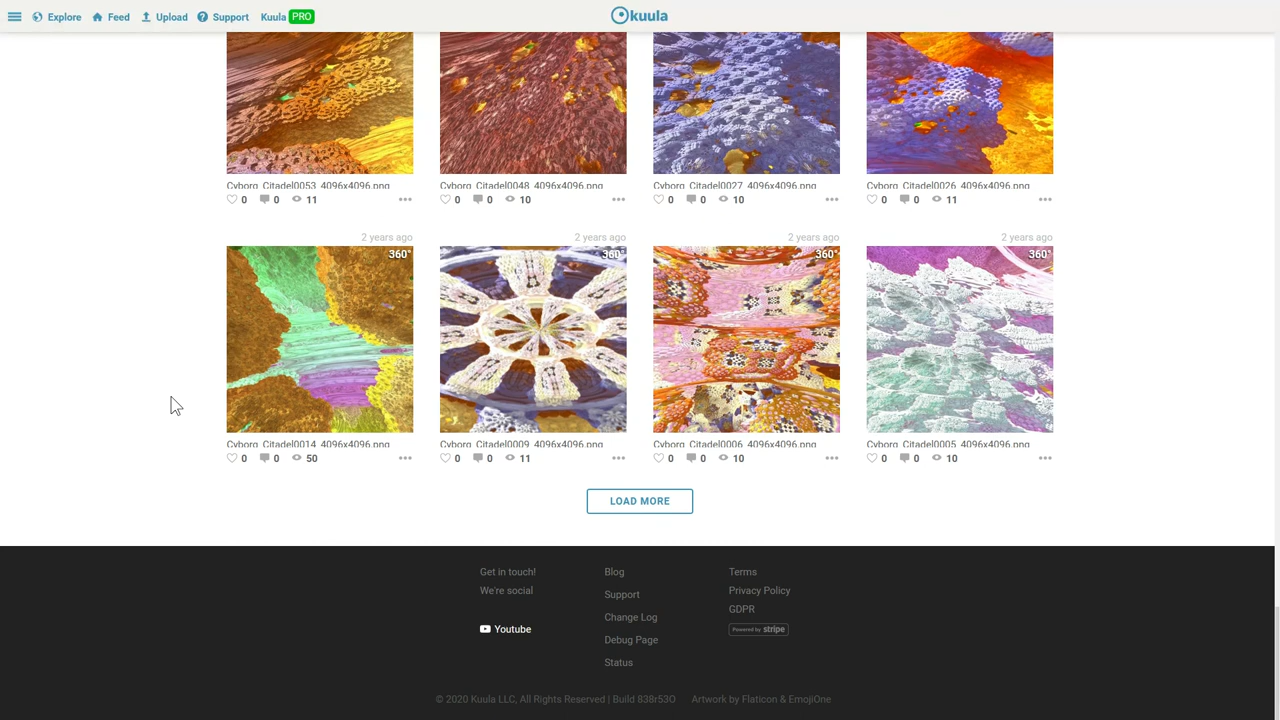 Explore Feed Upload Support Kuula PRO kuula
Cyborg_Citadel0053_4096x4096.png Cyborg_Citadel0048_4096x4096.png Cyborg_Citadel0027_4096x4096.png Cyborg_Citadel0026_4096x4096.png
0 0 11 0 0 10 0 0 10 0 0 11
2 years ago 2 years ago 2 years ago 2 years ago
360° 360° 360° 360°
Cyborg_Citadel0014_4096x4096.png Cyborg_Citadel0009_4096x4096.png Cyborg_Citadel0006_4096x4096.png Cyborg_Citadel0005_4096x4096.png
0 0 50 0 0 11 0 0 10 0 0 10
LOAD MORE
Get in touch! Blog Terms
We're social Support Privacy Policy
Change Log GDPR
Youtube Debug Page Powered by stripe
Status
© 2020 Kuula LLC, All Rights Reserved | Build 838r53O Artwork by Flaticon & EmojiOne